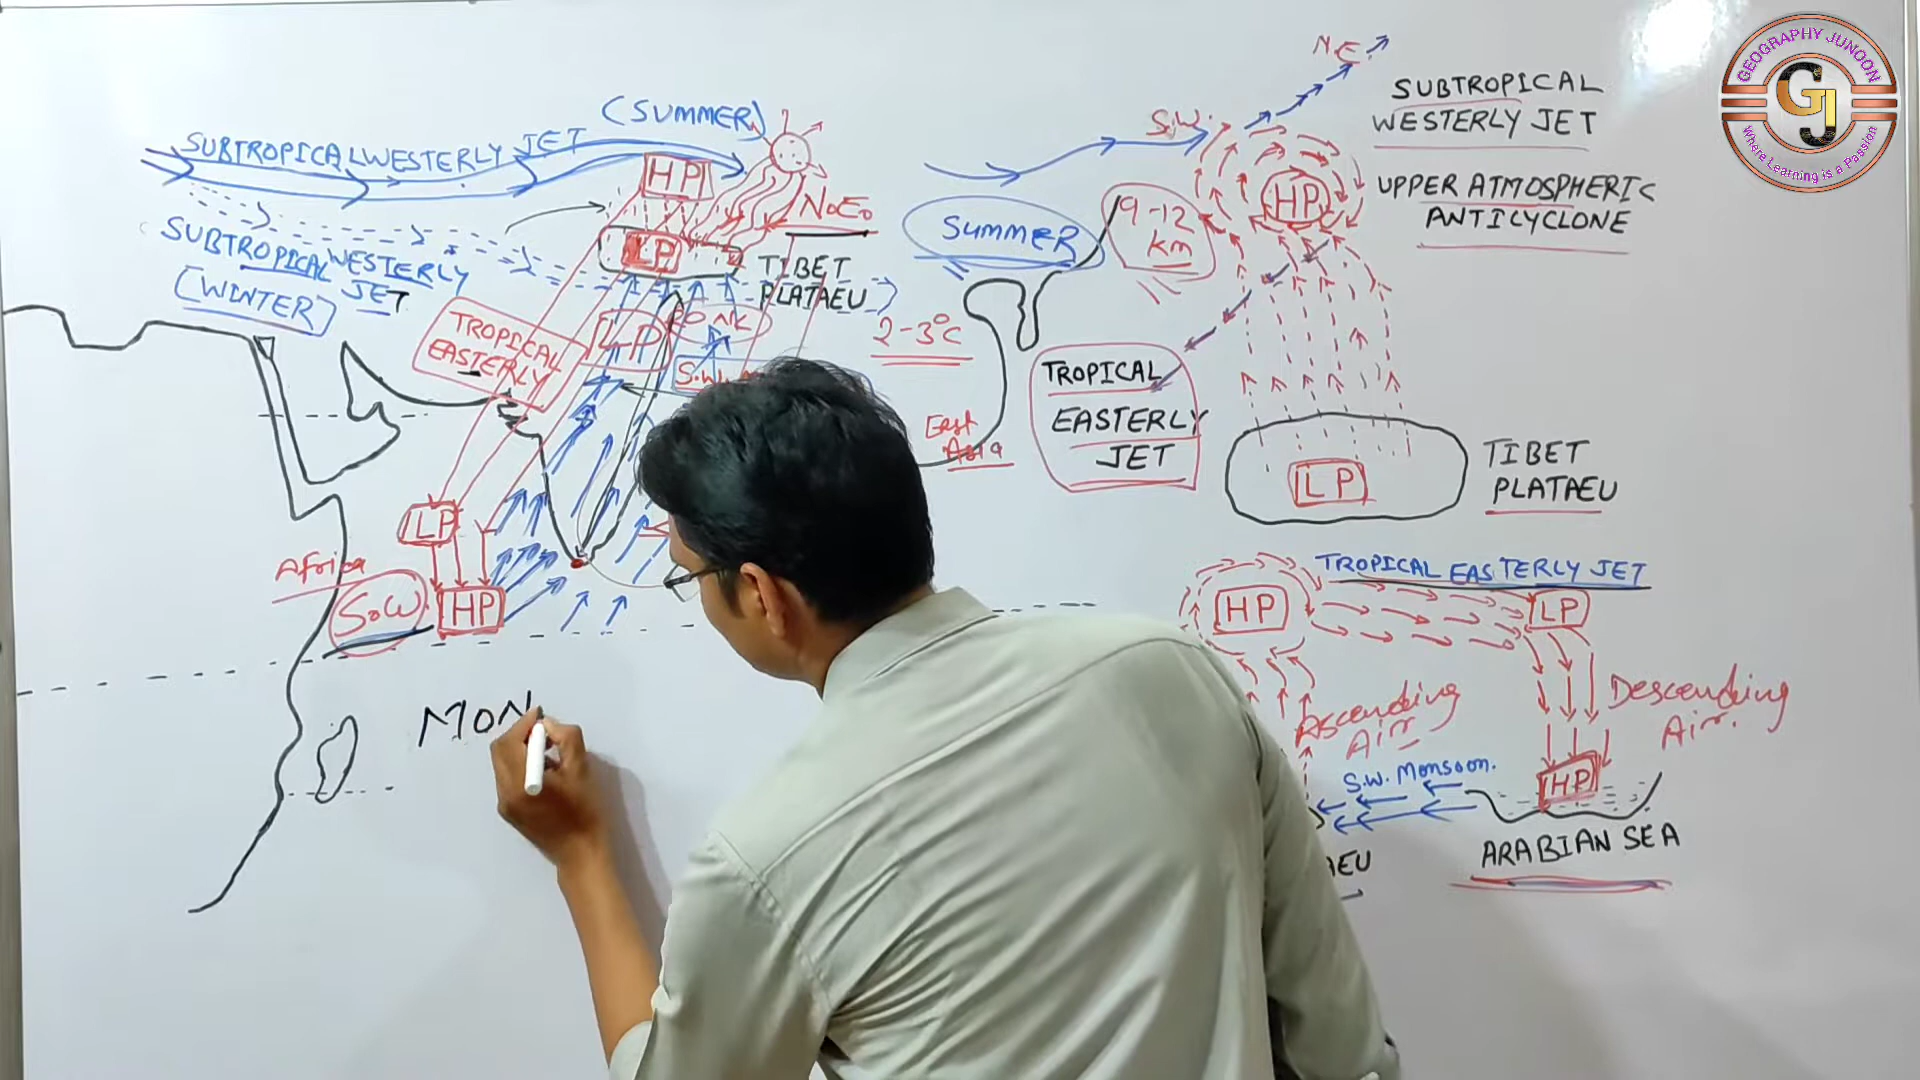 (SUMMER)
SUBTROPICAL WESTERLY JET
HP
N.E.
LP
TIBET
PLATAEU
SUBTROPICAL WESTERLY
JET
(WINTER)
TROPICAL
EASTERLY
LP
2-3°C
East
Asia
LP
Africa
S.W
HP
MON
N.E
SUBTROPICAL
WESTERLY JET
S.W.
HP
UPPER ATMOSPHERIC
ANTICYCLONE
SUMMER
9-12
km
TROPICAL
EASTERLY
JET
LP
TIBET
PLATAEU
TROPICAL EASTERLY JET
HP
LP
Ascending
Air
Descending
Air.
S.W. Monsoon.
HP
ARABIAN SEA
AEU
GEOGRAPHY JUNOON
GJ
Where Learning is a Passion